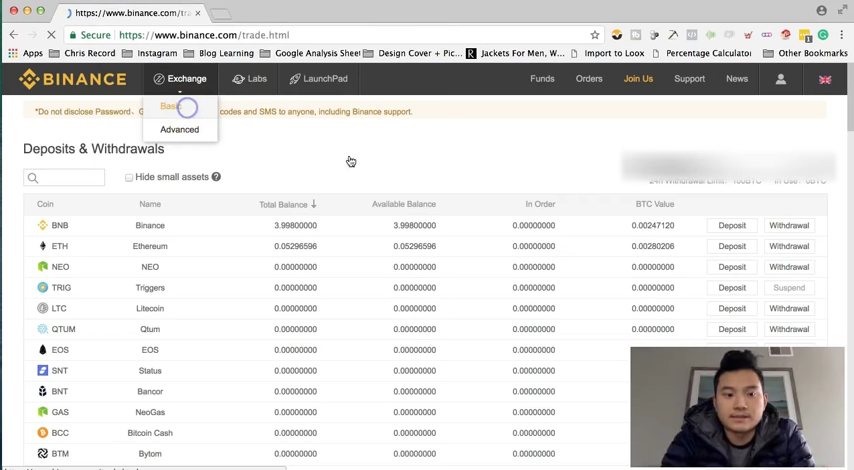 https://www.binance.com/tra
Secure https://www.binance.com/trade.html
Apps Chris Record Instagram Blog Learning Google Analysis Sheet Design Cover + Pic... Jackets For Men, W... Import to Loox Percentage Calculator Other Bookmarks
BINANCE Exchange Labs LaunchPad Funds Orders Join Us Support News
*Do not disclose Password, G codes and SMS to anyone, including Binance support.
Basic
Advanced
Deposits & Withdrawals
Hide small assets ?
Coin Name Total Balance ↓ Available Balance In Order BTC Value
BNB Binance 3.99800000 3.99800000 0.00000000 0.00247120 Deposit Withdrawal
ETH Ethereum 0.05296596 0.05296596 0.00000000 0.00280206 Deposit Withdrawal
NEO NEO 0.00000000 0.00000000 0.00000000 0.00000000 Deposit Withdrawal
TRIG Triggers 0.00000000 0.00000000 0.00000000 0.00000000 Deposit Suspend
LTC Litecoin 0.00000000 0.00000000 0.00000000 0.00000000 Deposit Withdrawal
QTUM Qtum 0.00000000 0.00000000 0.00000000 0.00000000 Deposit Withdrawal
EOS EOS 0.00000000 0.00000000 0.00000000
SNT Status 0.00000000 0.00000000 0.00000000
BNT Bancor 0.00000000 0.00000000 0.00000000
GAS NeoGas 0.00000000 0.00000000 0.00000000
BCC Bitcoin Cash 0.00000000 0.00000000 0.00000000
BTM Bytom 0.00000000 0.00000000 0.00000000